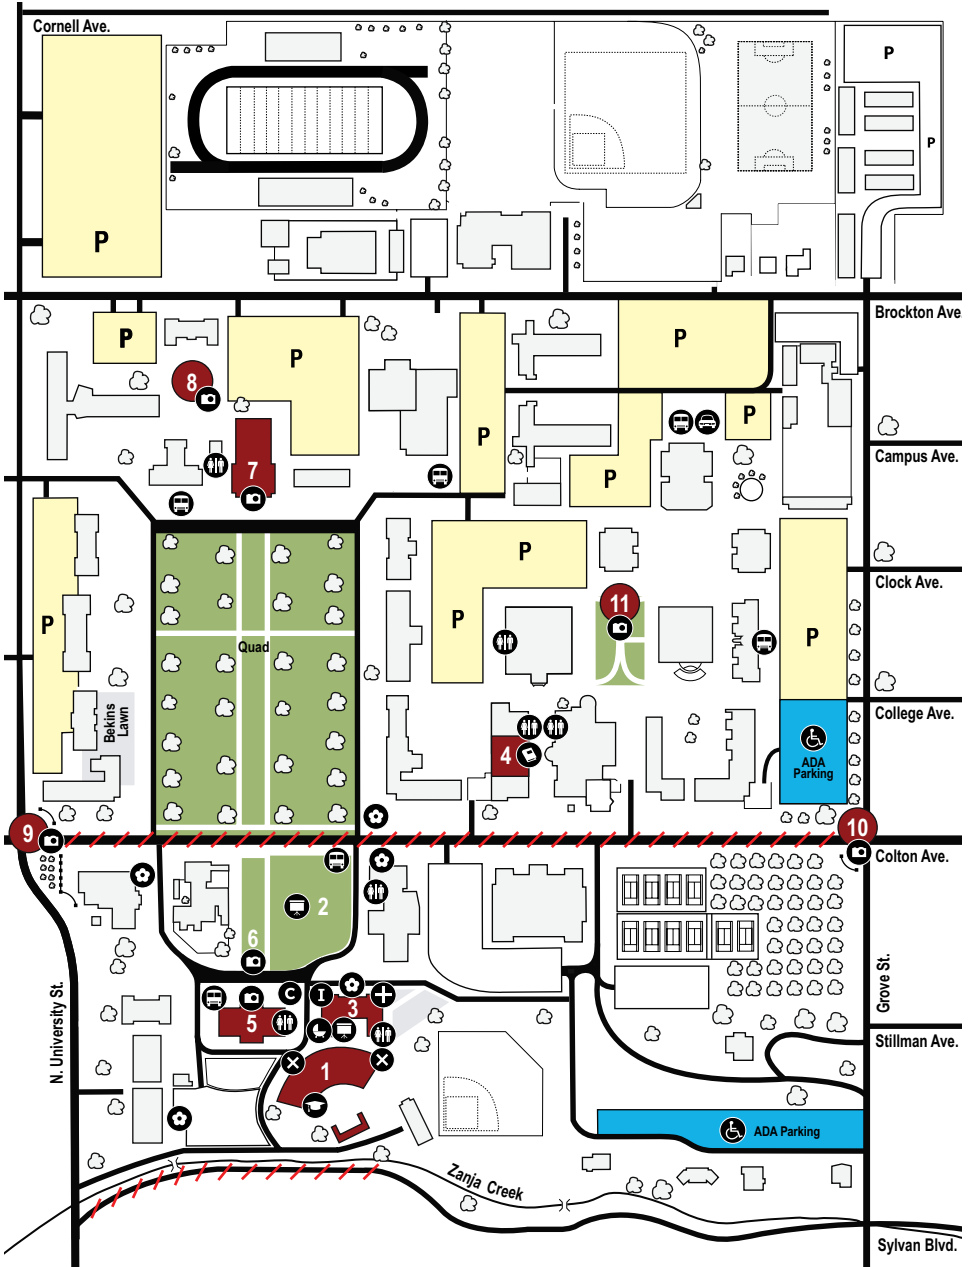 Cornell Ave.
P
P
P
Brockton Ave.
P
P
P
8
P
P
Campus Ave.
7
P
P
Clock Ave.
11
P
P
P
Quad
Bekins
Lawn
College Ave.
4
ADA
Parking
9
10
Colton Ave.
2
6
N. University St.
Grove St.
C
I
3
5
Stillman Ave.
1
ADA Parking
Zanja Creek
Sylvan Blvd.